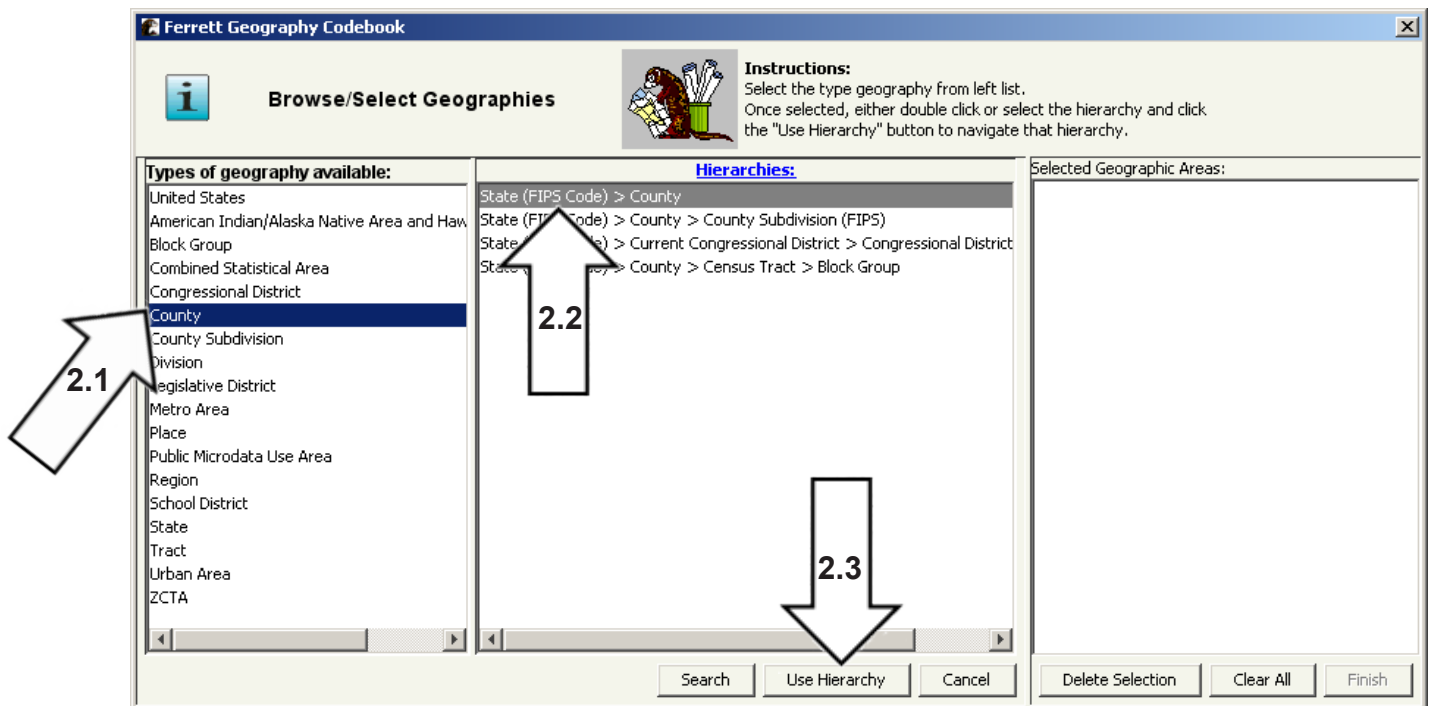 Ferrett Geography Codebook
Browse/Select Geographies
Instructions:
Select the type geography from left list.
Once selected, either double click or select the hierarchy and click
the "Use Hierarchy" button to navigate that hierarchy.
Types of geography available:
United States
American Indian/Alaska Native Area and Haw
Block Group
Combined Statistical Area
Congressional District
County
County Subdivision
Division
Legislative District
Metro Area
Place
Public Microdata Use Area
Region
School District
State
Tract
Urban Area
ZCTA
2.1
Hierarchies:
State (FIPS Code) > County
State (FIPS Code) > County > County Subdivision (FIPS)
State Code) > Current Congressional District > Congressional District
State > County > Census Tract > Block Group
2.2
2.3
Search Use Hierarchy Cancel
Selected Geographic Areas:
Delete Selection Clear All Finish